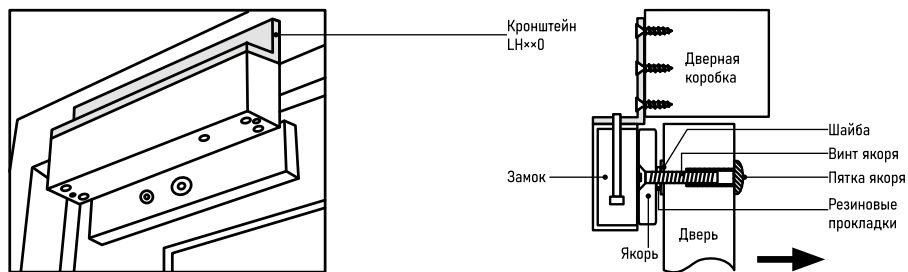 Кронштейн
LH××0
Дверная
коробка
Шайба
Винт якоря
Замок
Пятка якоря
Резиновые
прокладки
Якорь
Дверь